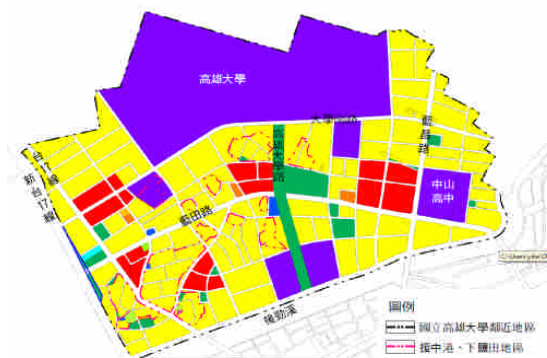 高雄大學
大學南路
藍昌路
高雄大學路
台17線
新台17線
中山
高中
藍田路
後勁溪
圖例
國立高雄大學鄰近地區
援中港、下鹽田地區